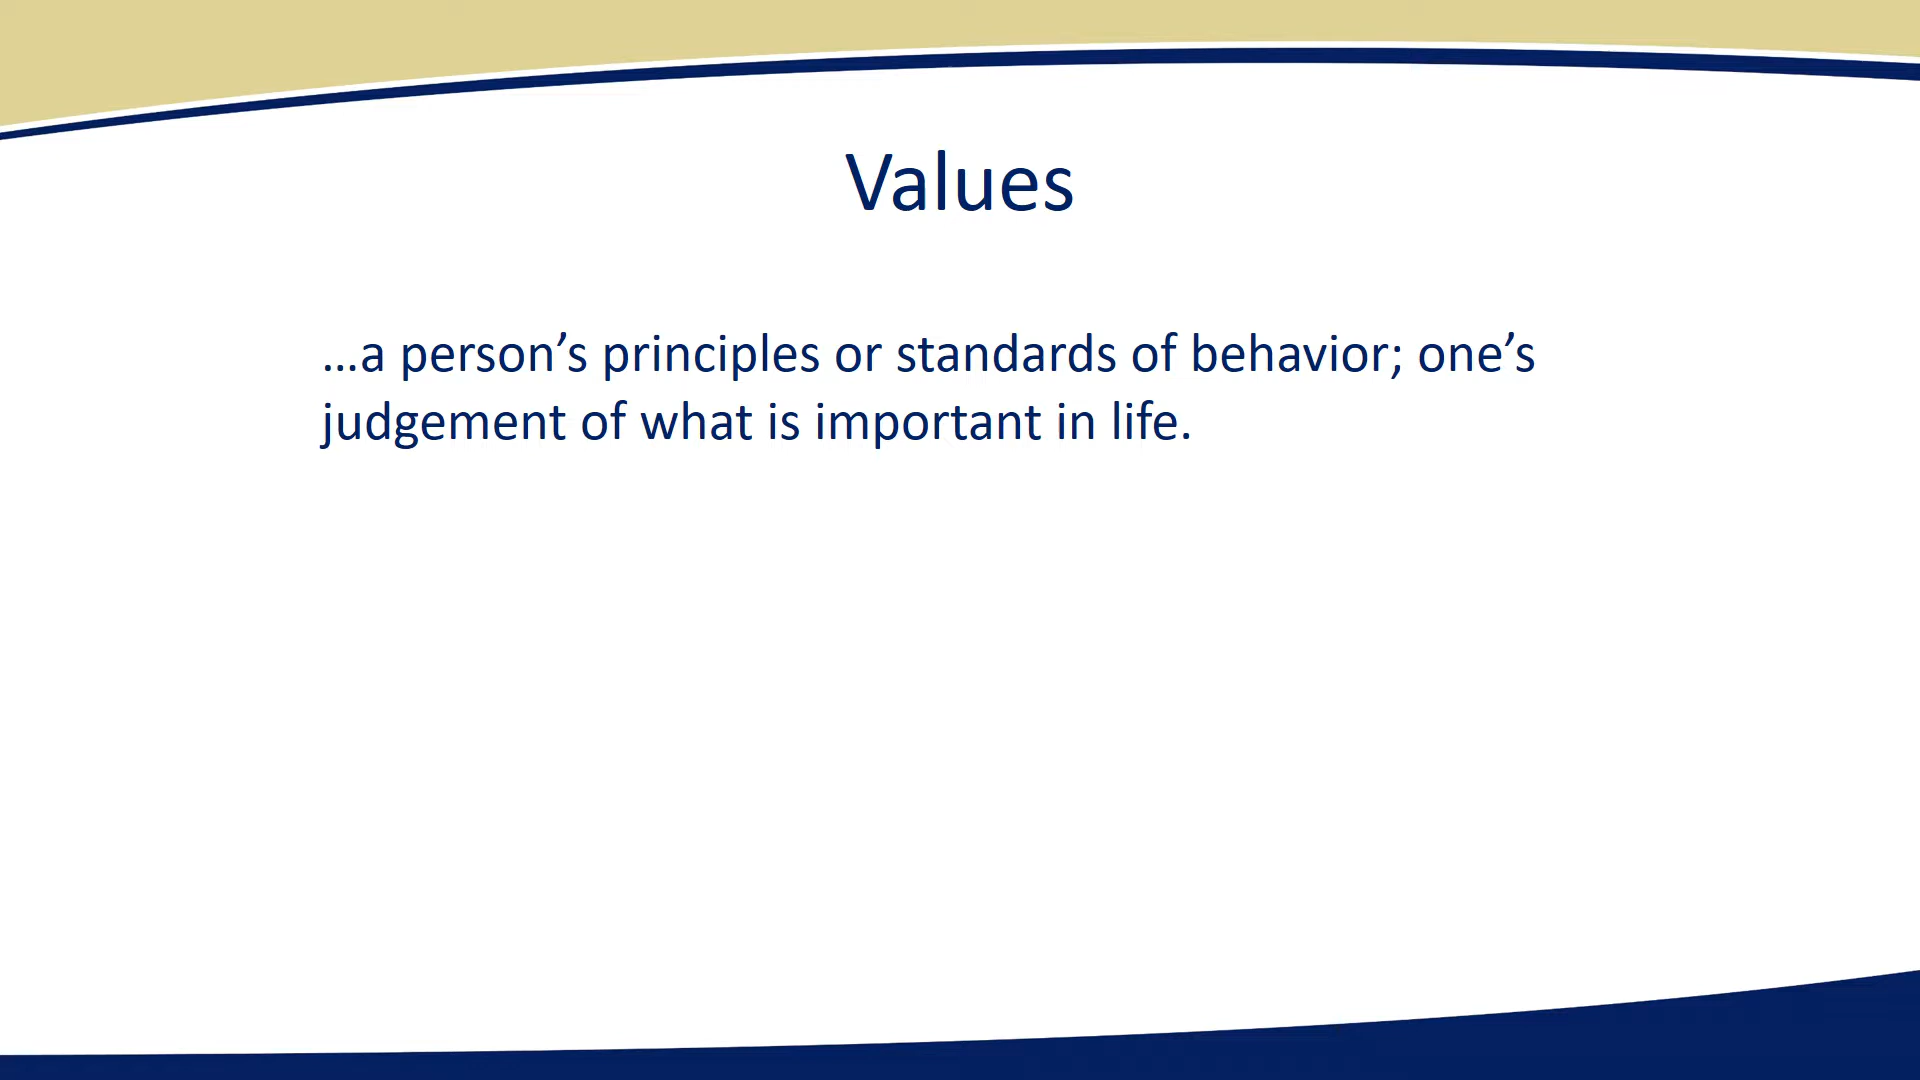 Values
…a person’s principles or standards of behavior; one’s
judgement of what is important in life.